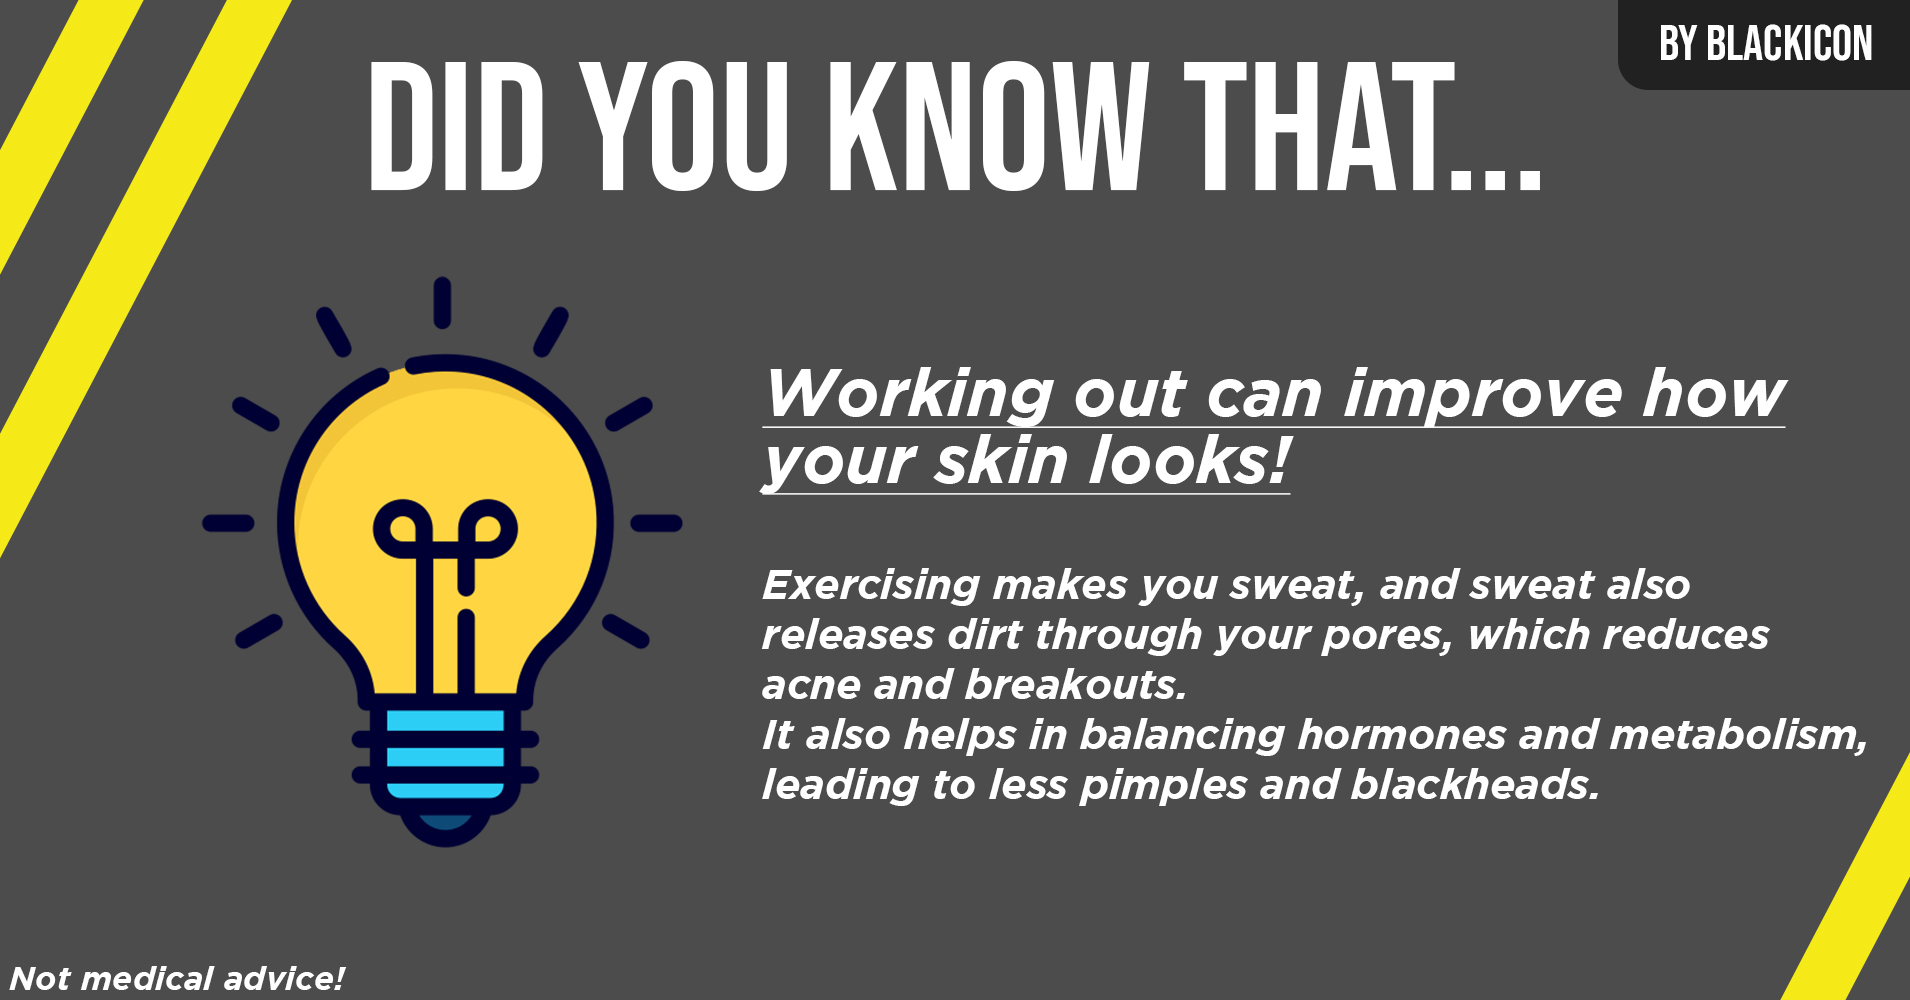 BY BLACKICON
DID YOU KNOW THAT...
Working out can improve how
your skin looks!
Exercising makes you sweat, and sweat also
releases dirt through your pores, which reduces
acne and breakouts.
It also helps in balancing hormones and metabolism,
leading to less pimples and blackheads.
Not medical advice!